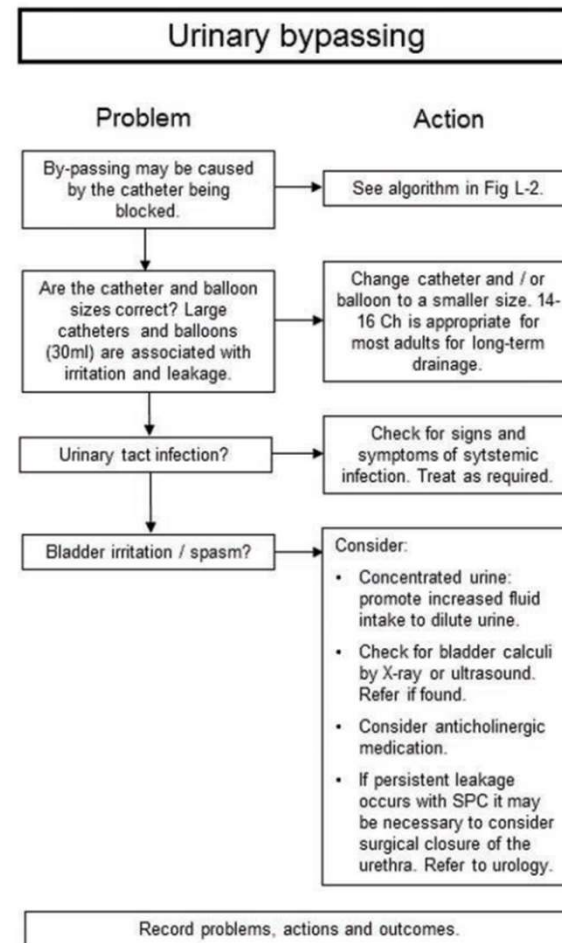 Urinary bypassing
Problem
Action
By-passing may be caused
by the catheter being
blocked.
See algorithm in Fig L-2.
Are the catheter and balloon
sizes correct? Large
catheters and balloons
(30ml) are associated with
irritation and leakage.
Change catheter and / or
balloon to a smaller size. 14-
16 Ch is appropriate for
most adults for long-term
drainage.
Urinary tact infection?
Check for signs and
symptoms of sytstemic
infection. Treat as required.
Bladder irritation / spasm?
Consider:
• Concentrated urine:
promote increased fluid
intake to dilute urine.
• Check for bladder calculi
by X-ray or ultrasound.
Refer if found.
• Consider anticholinergic
medication.
• If persistent leakage
occurs with SPC it may
be necessary to consider
surgical closure of the
urethra. Refer to urology.
Record problems, actions and outcomes.